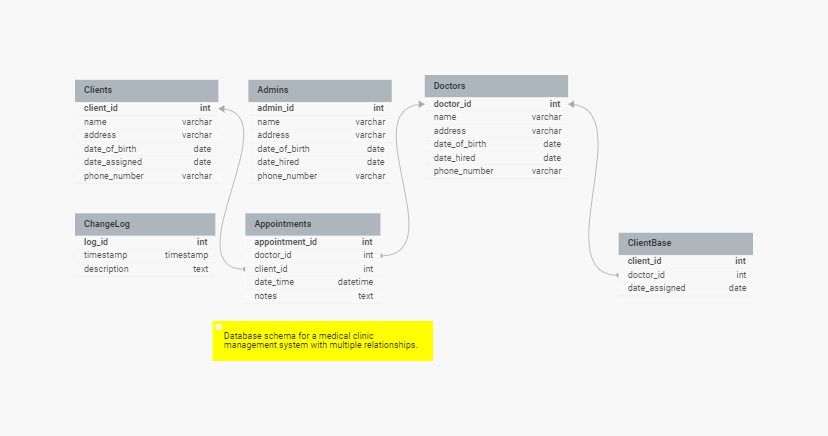 Clients
client_id int
name varchar
address varchar
date_of_birth date
date_assigned date
phone_number varchar
Admins
admin_id int
name varchar
address varchar
date_of_birth date
date_hired date
phone_number varchar
Doctors
doctor_id int
name varchar
address varchar
date_of_birth date
date_hired date
phone_number varchar
ChangeLog
log_id int
timestamp timestamp
description text
Appointments
appointment_id int
doctor_id int
client_id int
date_time datetime
notes text
ClientBase
client_id int
doctor_id int
date_assigned date
Database schema for a medical clinic
management system with multiple relationships.